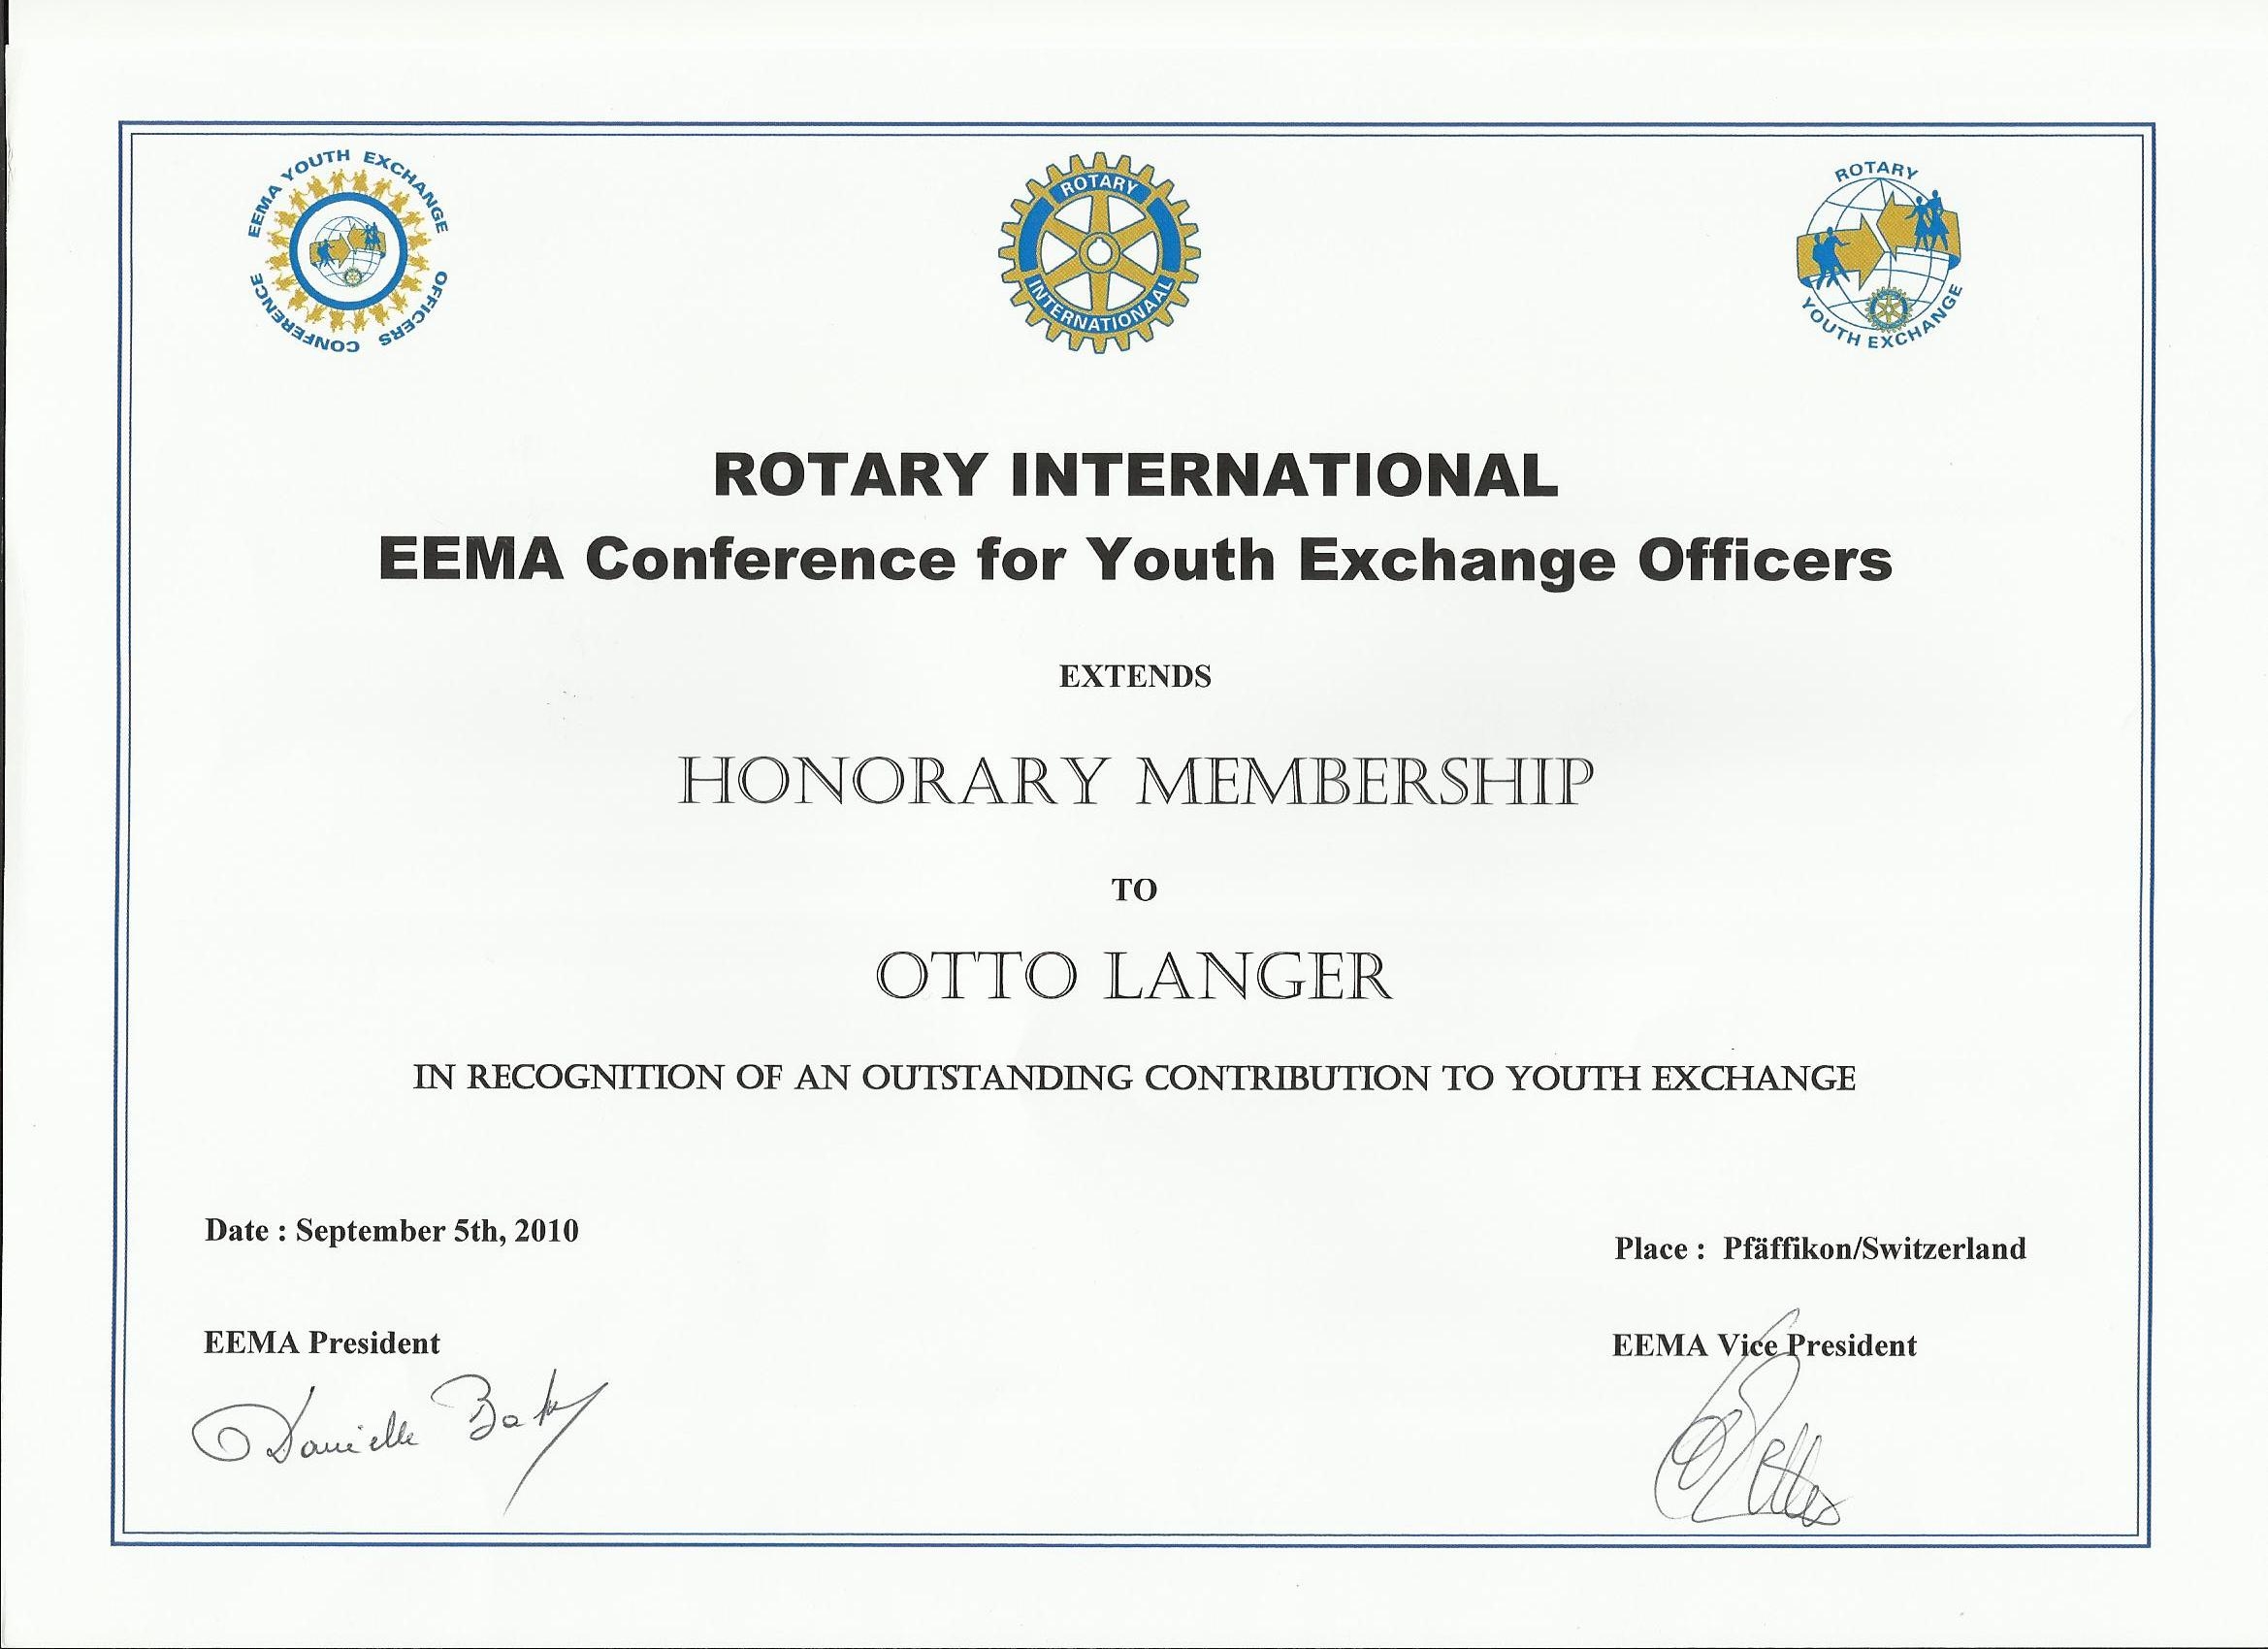 EEMA YOUTH EXCHANGE
OFFICERS CONFERENCE
ROTARY
INTERNATIONAAL
ROTARY
YOUTH EXCHANGE
ROTARY INTERNATIONAL
EEMA Conference for Youth Exchange Officers
EXTENDS
HONORARY MEMBERSHIP
TO
OTTO LANGER
IN RECOGNITION OF AN OUTSTANDING CONTRIBUTION TO YOUTH EXCHANGE
Date : September 5th, 2010
Place : Pfäffikon/Switzerland
EEMA President
EEMA Vice President
Danielle